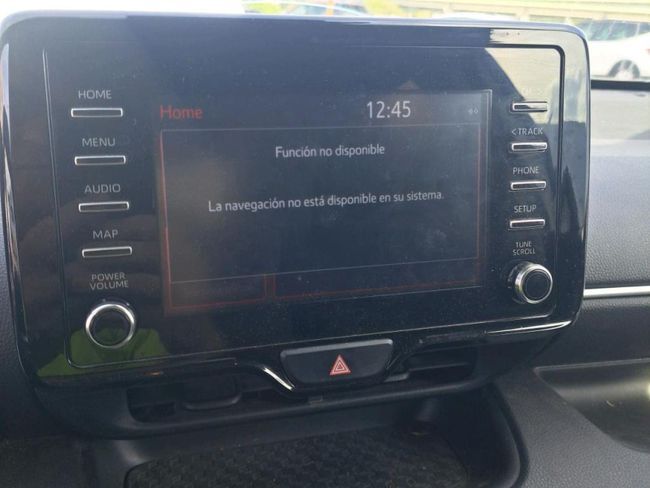 HOME
MENU
AUDIO
MAP
POWER
VOLUME
Home
12:45
Función no disponible
La navegación no está disponible en su sistema.
< TRACK
PHONE
SETUP
TUNE
SCROLL